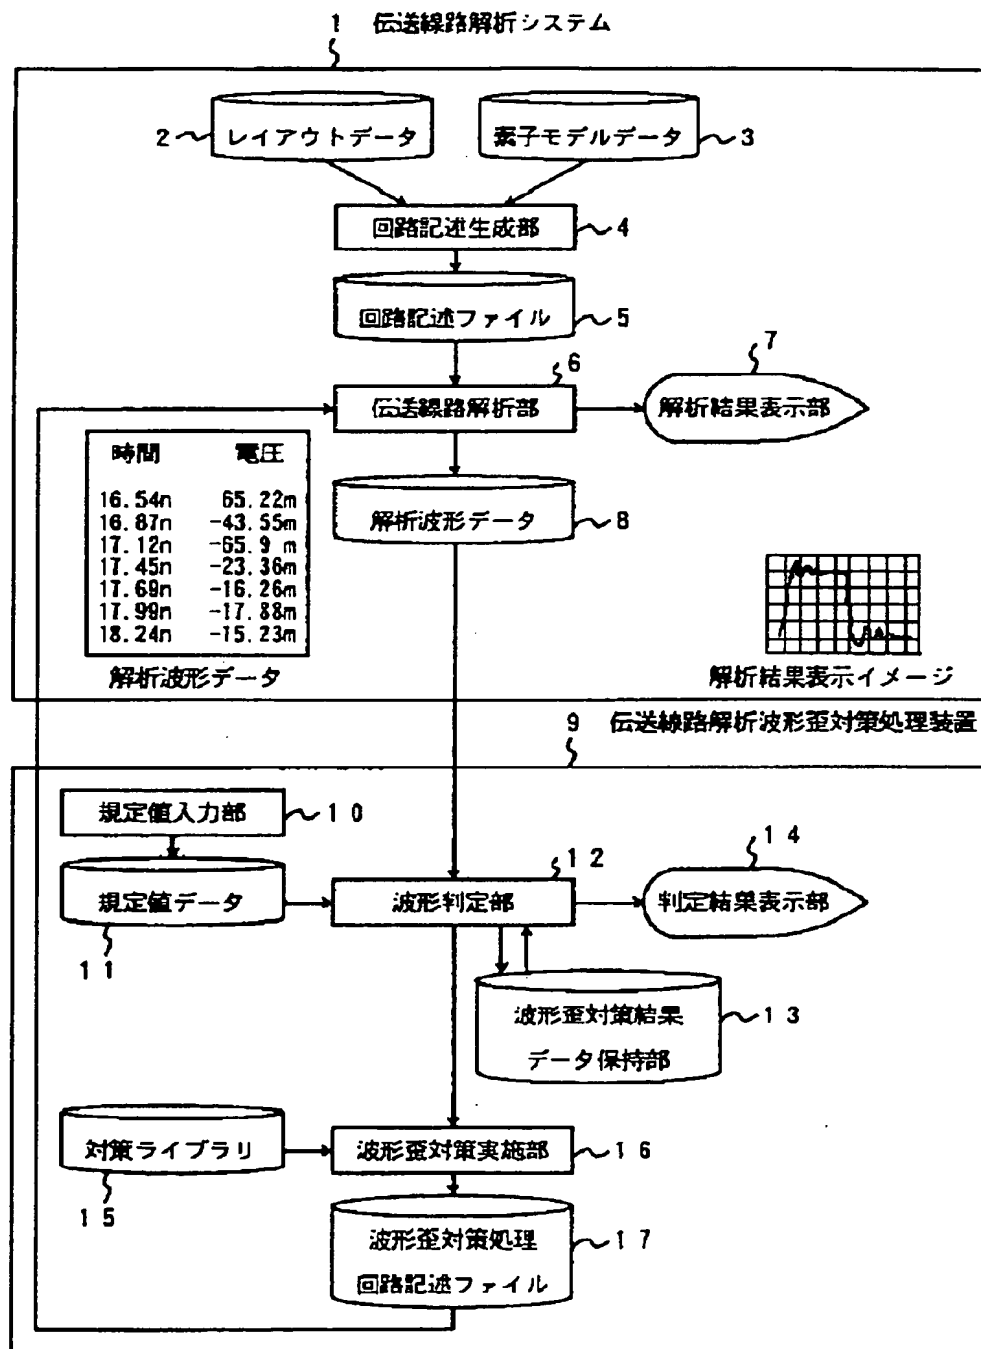 1 伝送線路解析システム
2 レイアウトデータ
素子モデルデータ 3
回路記述生成部 4
回路記述ファイル 5
6
7
伝送線路解析部
解析結果表示部
時間 電圧
16.54n 65.22m
16.87n -43.55m
17.12n -65.9 m
17.45n -23.36m
17.69n -16.26m
17.99n -17.88m
18.24n -15.23m
解析波形データ
解析波形データ 8
解析結果表示イメージ
9 伝送線路解析波形歪対策処理装置
規定値入力部 10
規定値データ
11
12
波形判定部
14
判定結果表示部
波形歪対策結果
データ保持部
13
対策ライブラリ
15
波形歪対策実施部 16
波形歪対策処理
回路記述ファイル
17